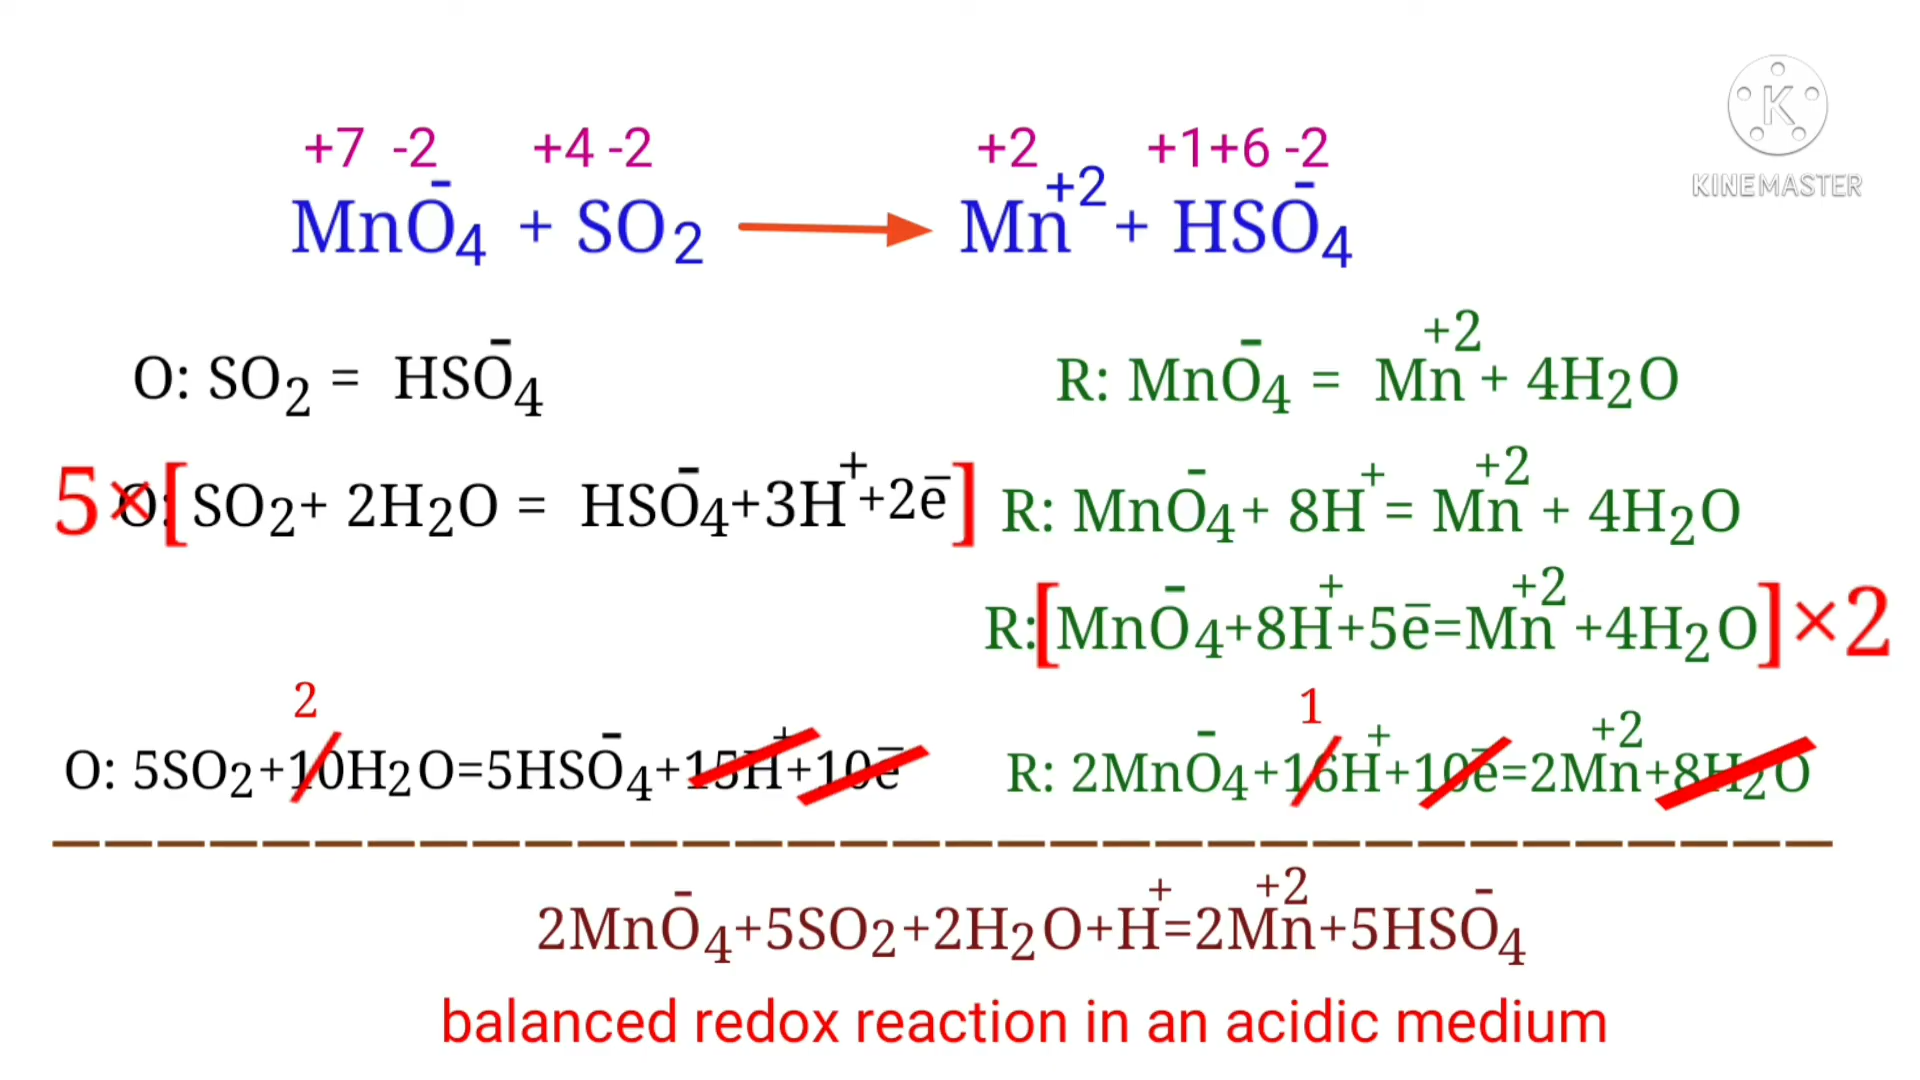 +7 -2 +4 -2 +2 +1+6 -2
MnO₄⁻ + SO₂ → Mn⁺² + HSO₄⁻
K
KINEMASTER
O: SO₂ = HSO₄⁻
R: MnO₄⁻ = Mn⁺² + 4H₂O
5×[O: SO₂+ 2H₂O = HSO₄⁻+3H⁺+2e⁻]
R: MnO₄⁻+ 8H⁺= Mn⁺² + 4H₂O
R:[MnO₄⁻+8H⁺+5e⁻=Mn⁺²+4H₂O]×2
2
O: 5SO₂+10H₂O=5HSO₄⁻+15H⁺+10e⁻
1
R: 2MnO₄⁻+16H⁺+10e⁻=2Mn⁺²+8H₂O
2MnO₄⁻+5SO₂+2H₂O+H⁺=2Mn⁺²+5HSO₄⁻
balanced redox reaction in an acidic medium